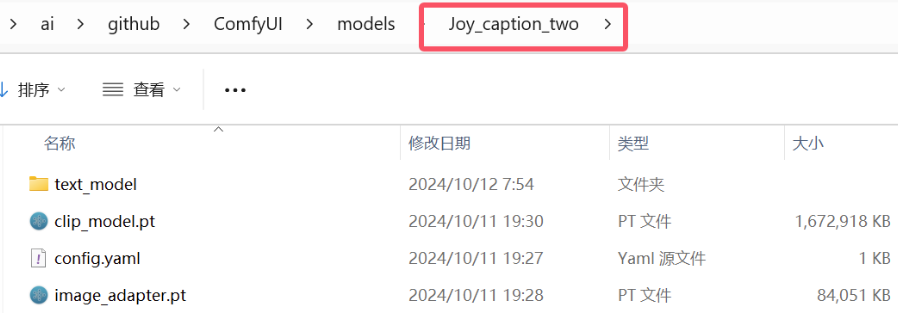 > ai > github > ComfyUI > models > Joy_caption_two >
排序 查看 •••
名称 修改日期 类型 大小
text_model 2024/10/12 7:54 文件夹
clip_model.pt 2024/10/11 19:30 PT 文件 1,672,918 KB
config.yaml 2024/10/11 19:27 Yaml 源文件 1 KB
image_adapter.pt 2024/10/11 19:28 PT 文件 84,051 KB